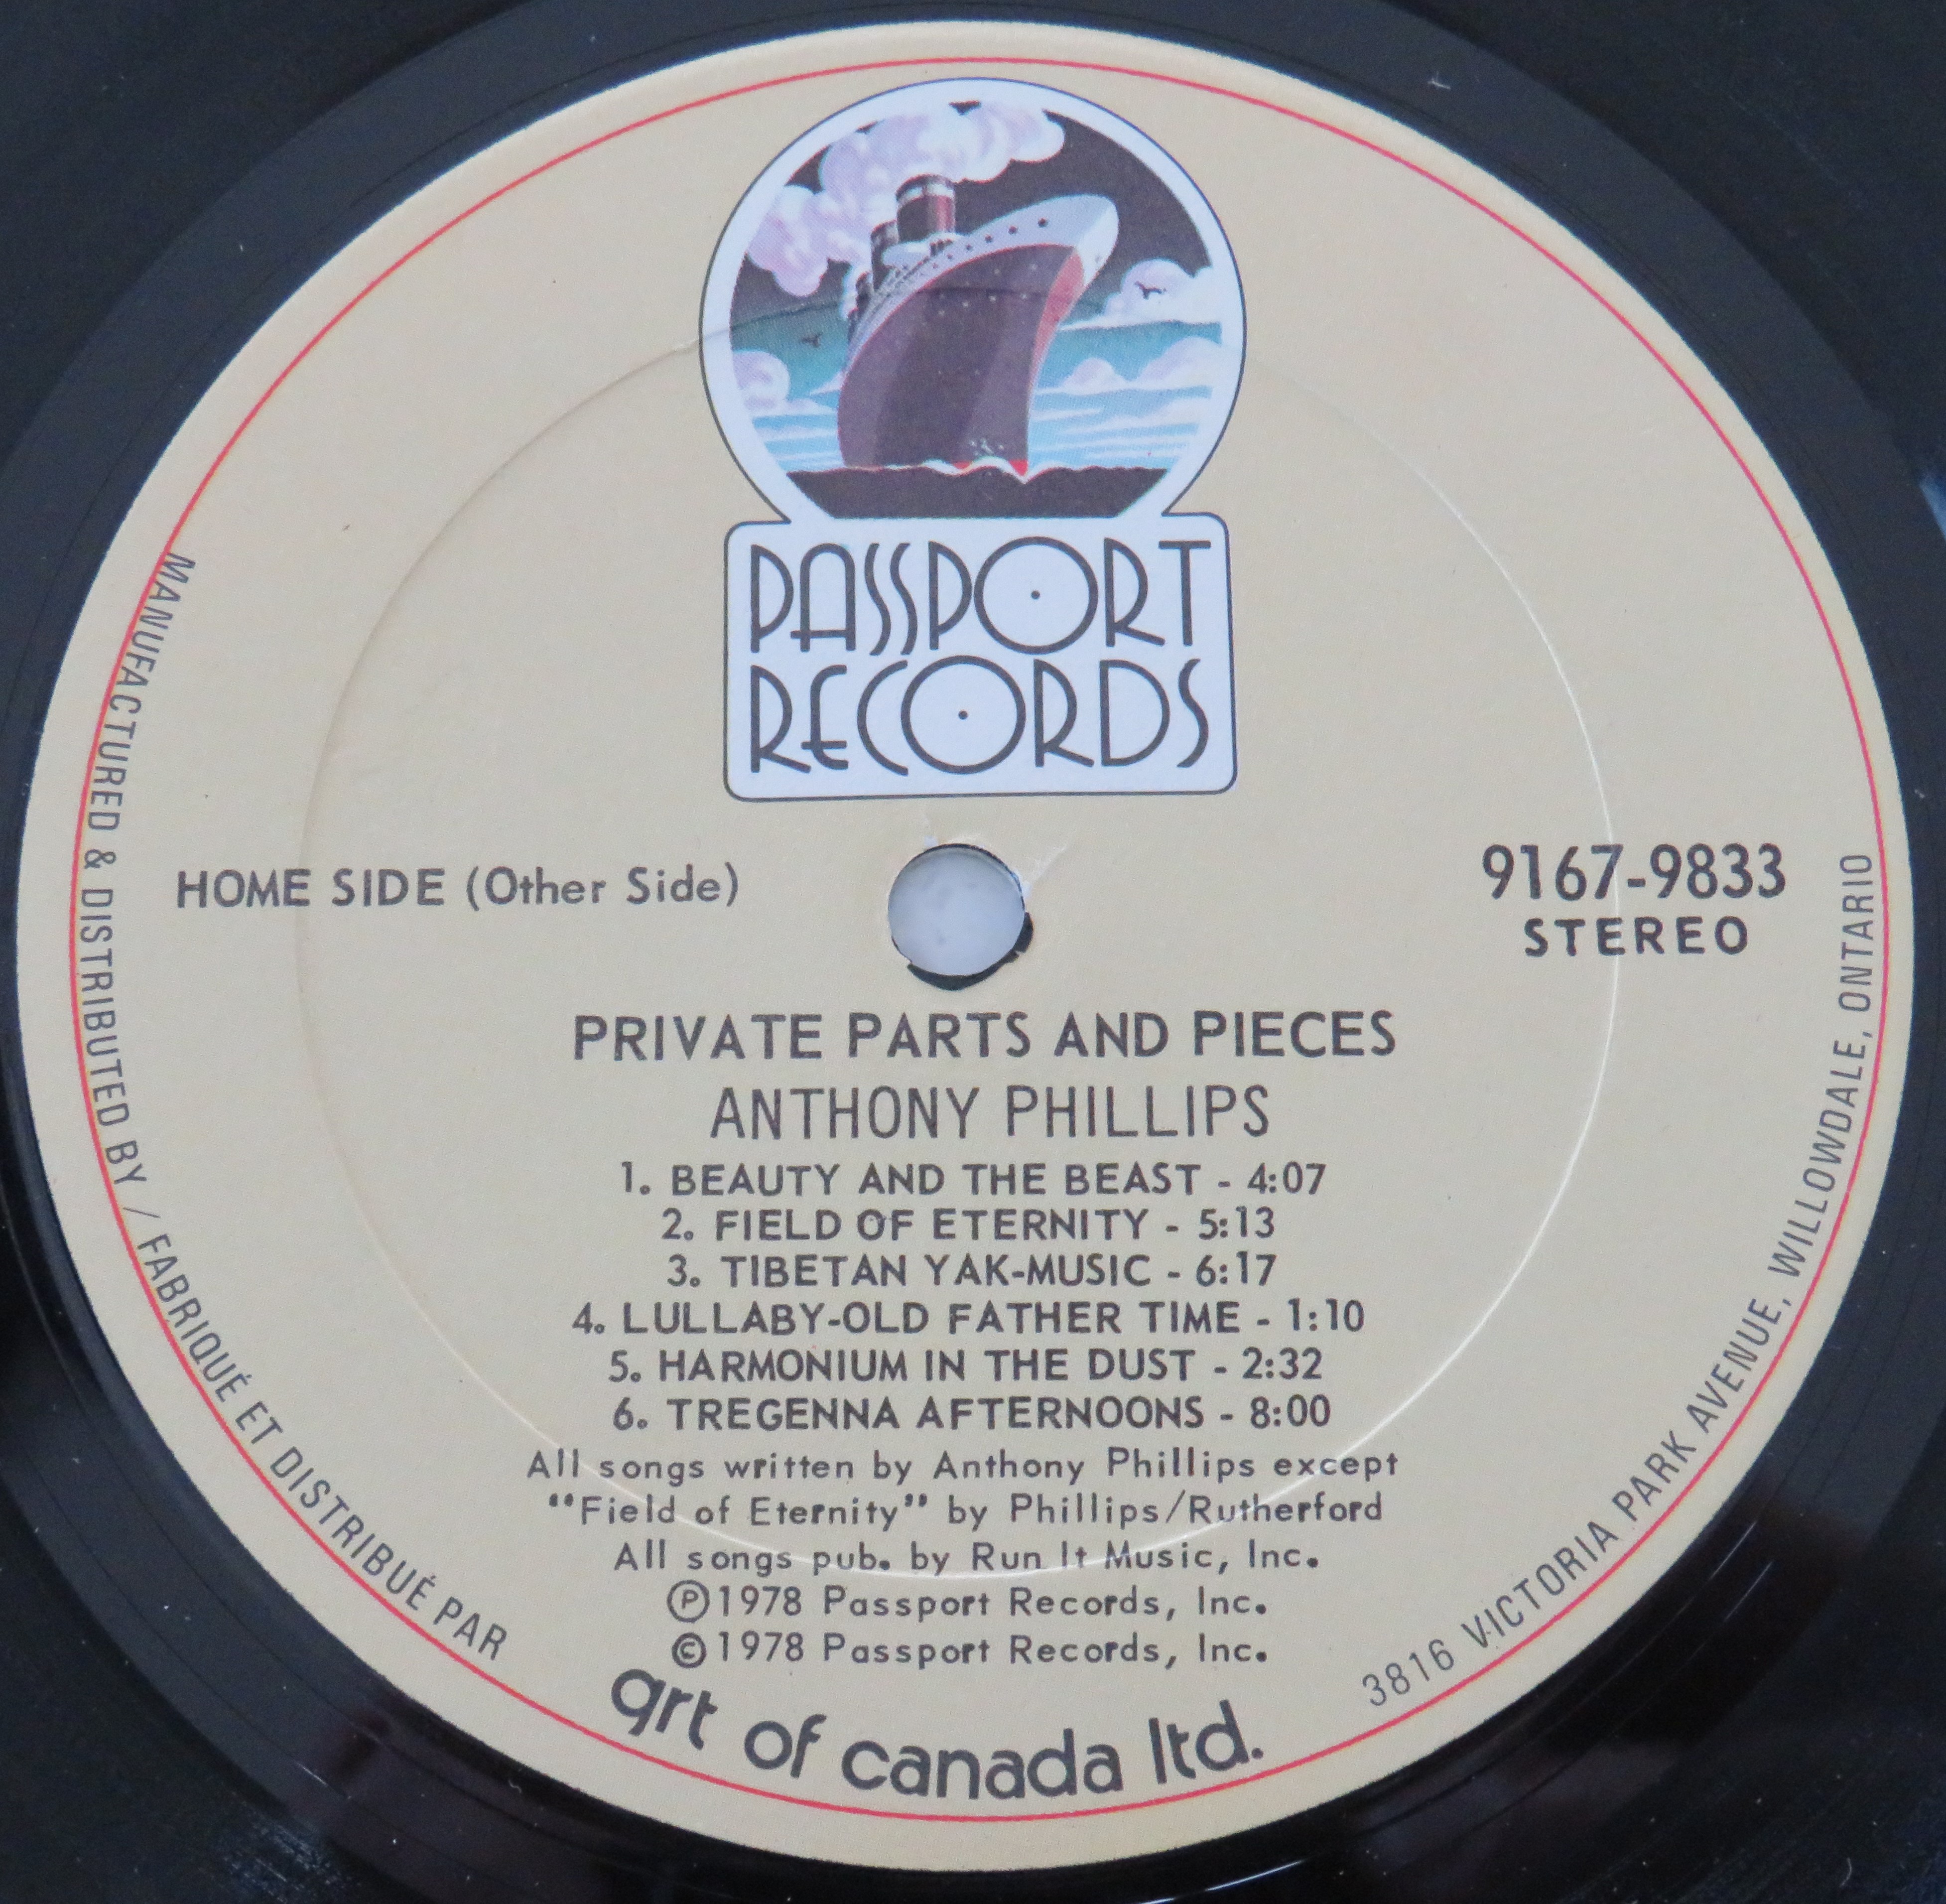 PASSPORT
RECORDS
HOME SIDE (Other Side)
9167-9833
STEREO
PRIVATE PARTS AND PIECES
ANTHONY PHILLIPS
1. BEAUTY AND THE BEAST - 4:07
2. FIELD OF ETERNITY - 5:13
3. TIBETAN YAK-MUSIC - 6:17
4. LULLABY-OLD FATHER TIME - 1:10
5. HARMONIUM IN THE DUST - 2:32
6. TREGENNA AFTERNOONS - 8:00
All songs written by Anthony Phillips except
“Field of Eternity” by Phillips/Rutherford
All songs pub. by Run It Music, Inc.
℗1978 Passport Records, Inc.
©1978 Passport Records, Inc.
MANUFACTURED & DISTRIBUTED BY / FABRIQUÉ ET DISTRIBUÉ PAR
grt of canada ltd.
3816 VICTORIA PARK AVENUE, WILLOWDALE, ONTARIO